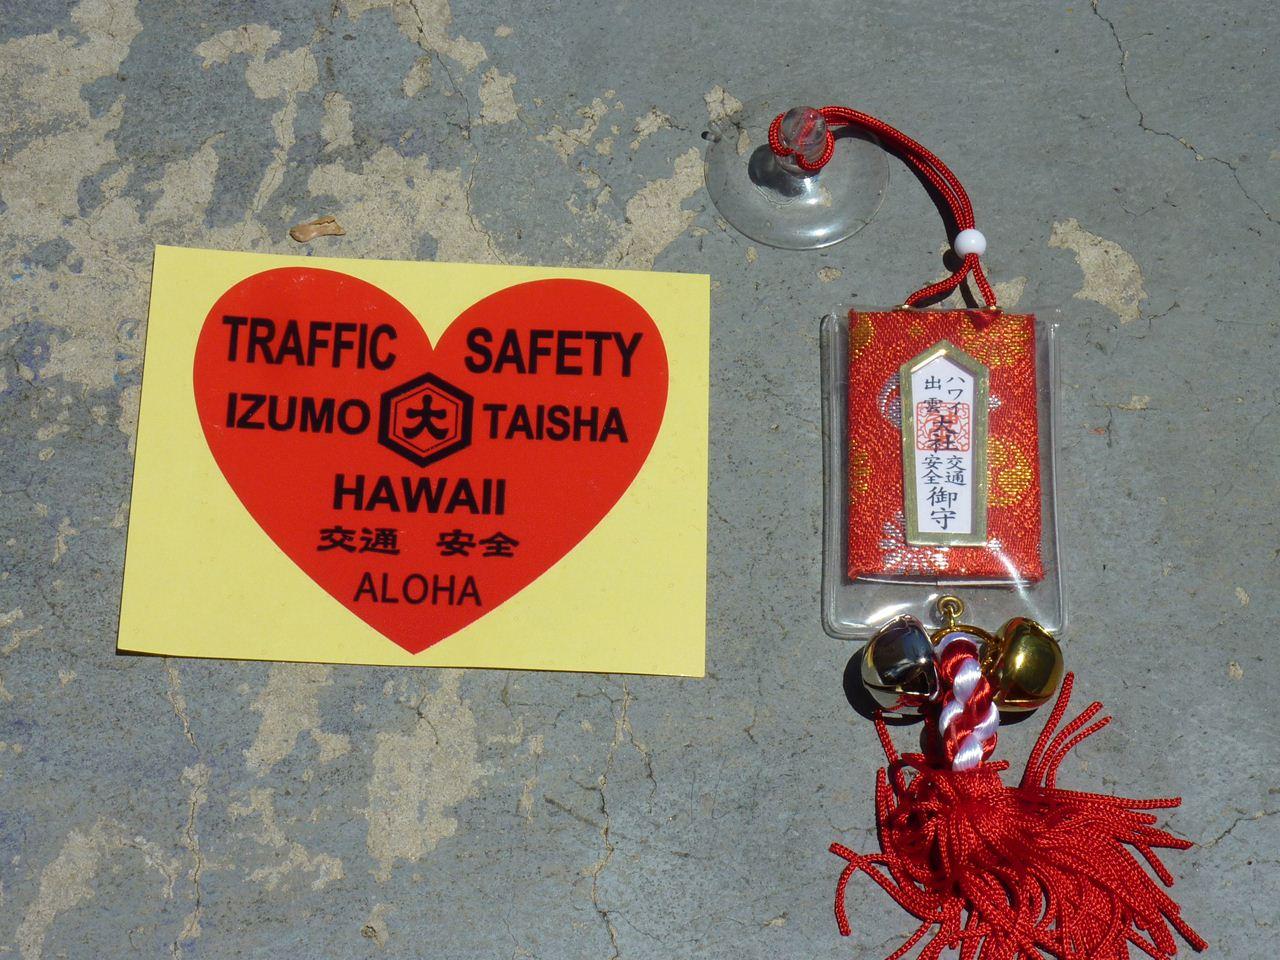 TRAFFIC SAFETY
IZUMO 大 TAISHA
HAWAII
交通 安全
ALOHA
ハワイ
出雲
大社
交通
安全
御守